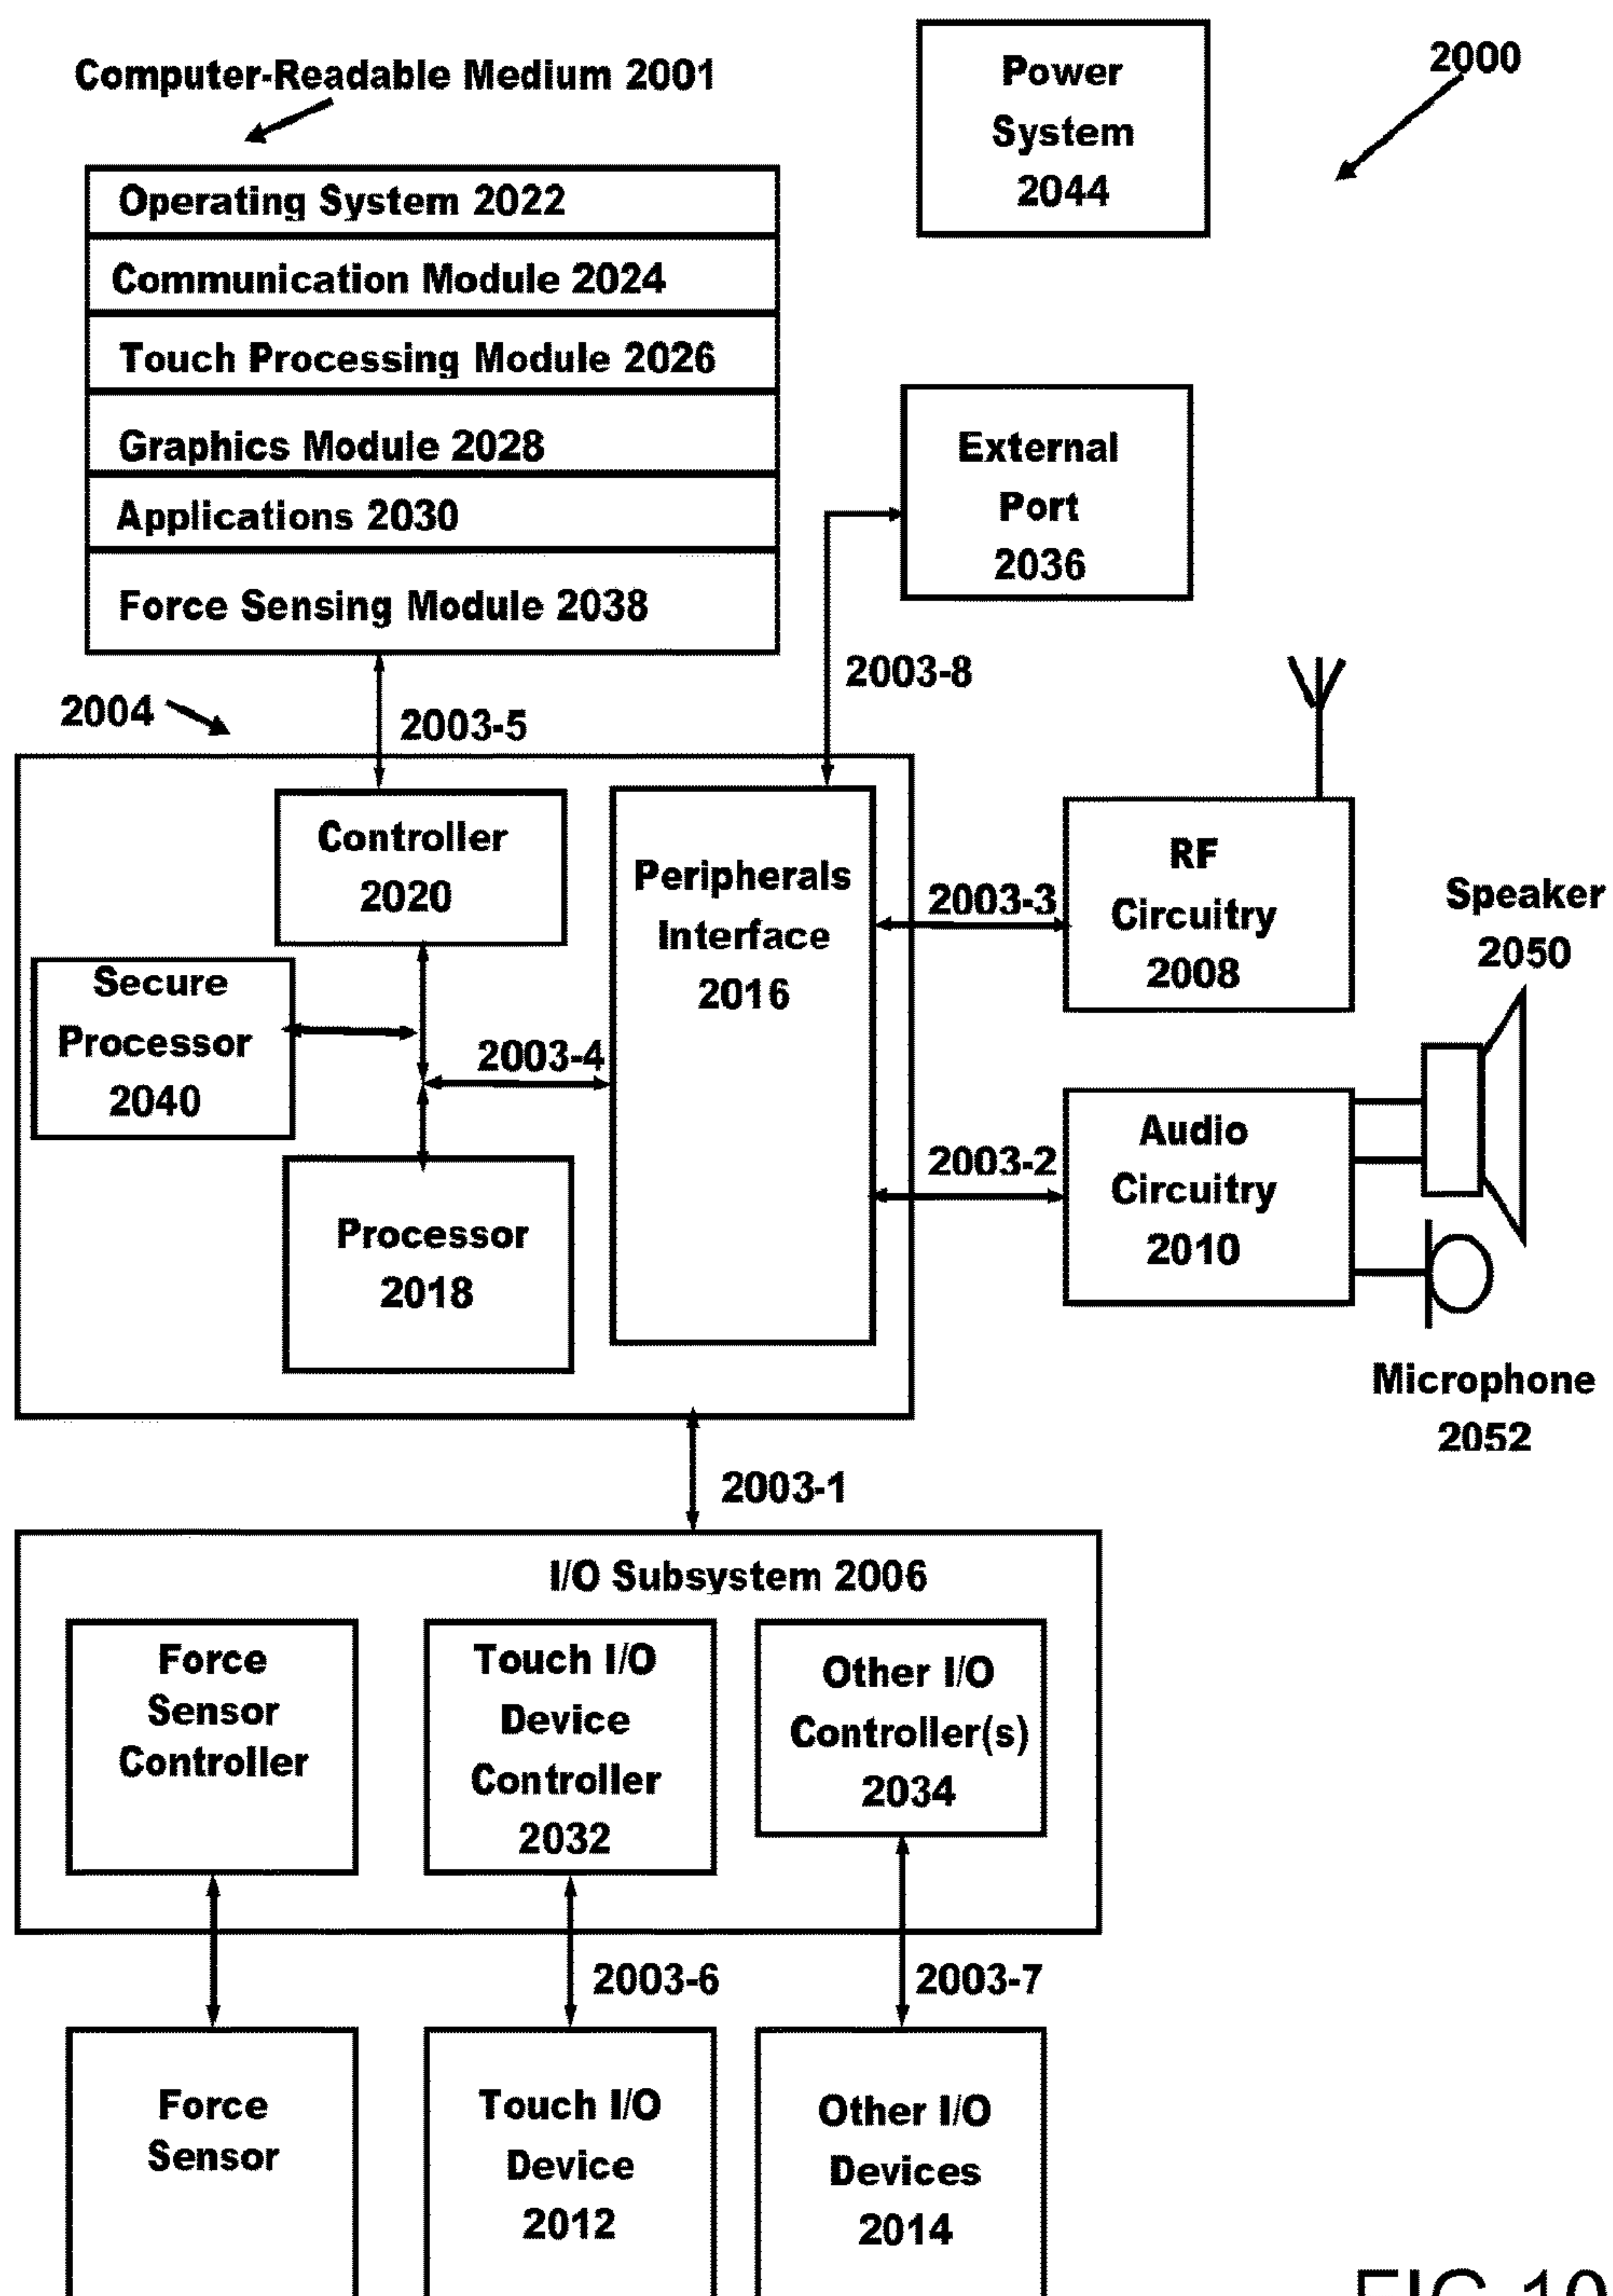 Computer-Readable Medium 2001
Operating System 2022
Communication Module 2024
Touch Processing Module 2026
Graphics Module 2028
Applications 2030
Force Sensing Module 2038
Power
System
2044
2000
External
Port
2036
2003-8
2004
2003-5
Controller
2020
Secure
Processor
2040
2003-4
Processor
2018
Peripherals
Interface
2016
2003-3
RF
Circuitry
2008
Speaker
2050
2003-2
Audio
Circuitry
2010
Microphone
2052
2003-1
I/O Subsystem 2006
Force
Sensor
Controller
Touch I/O
Device
Controller
2032
Other I/O
Controller(s)
2034
2003-6
2003-7
Force
Sensor
Touch I/O
Device
2012
Other I/O
Devices
2014